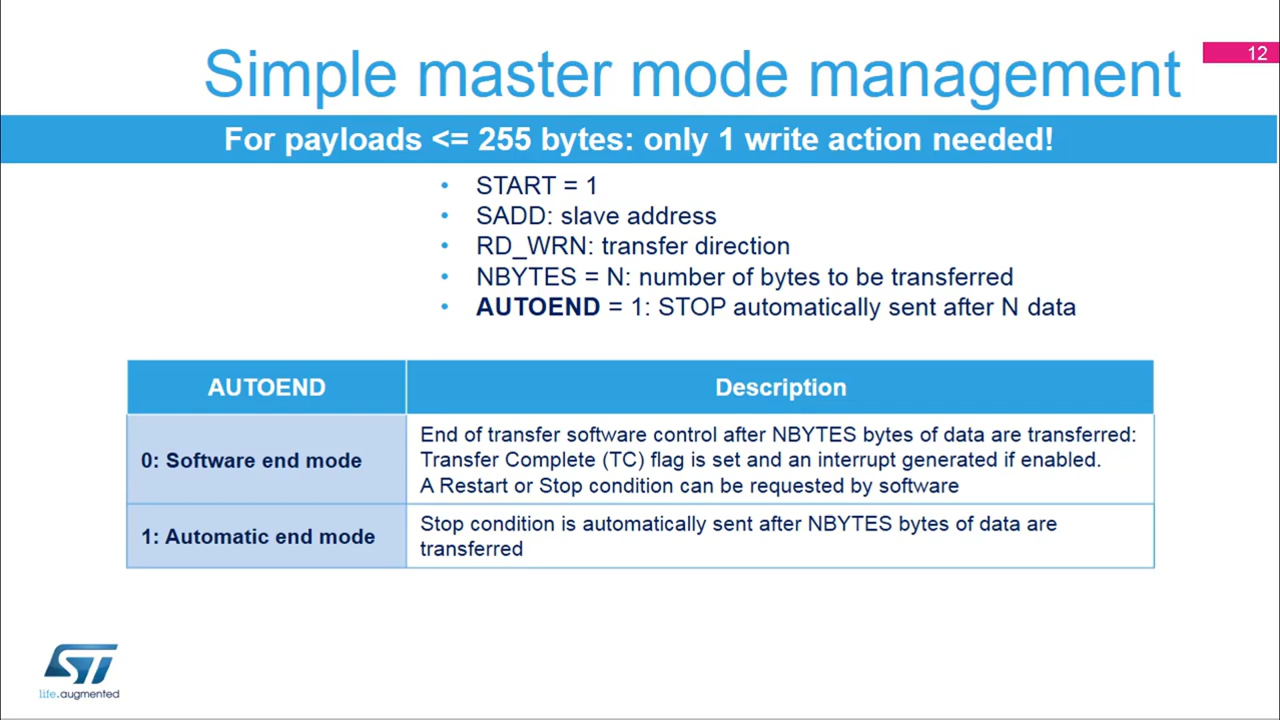 12
Simple master mode management
For payloads <= 255 bytes: only 1 write action needed!
• START = 1
• SADD: slave address
• RD_WRN: transfer direction
• NBYTES = N: number of bytes to be transferred
• AUTOEND = 1: STOP automatically sent after N data
AUTOEND
Description
0: Software end mode
End of transfer software control after NBYTES bytes of data are transferred:
Transfer Complete (TC) flag is set and an interrupt generated if enabled.
A Restart or Stop condition can be requested by software
1: Automatic end mode
Stop condition is automatically sent after NBYTES bytes of data are
transferred
ST
life.augmented